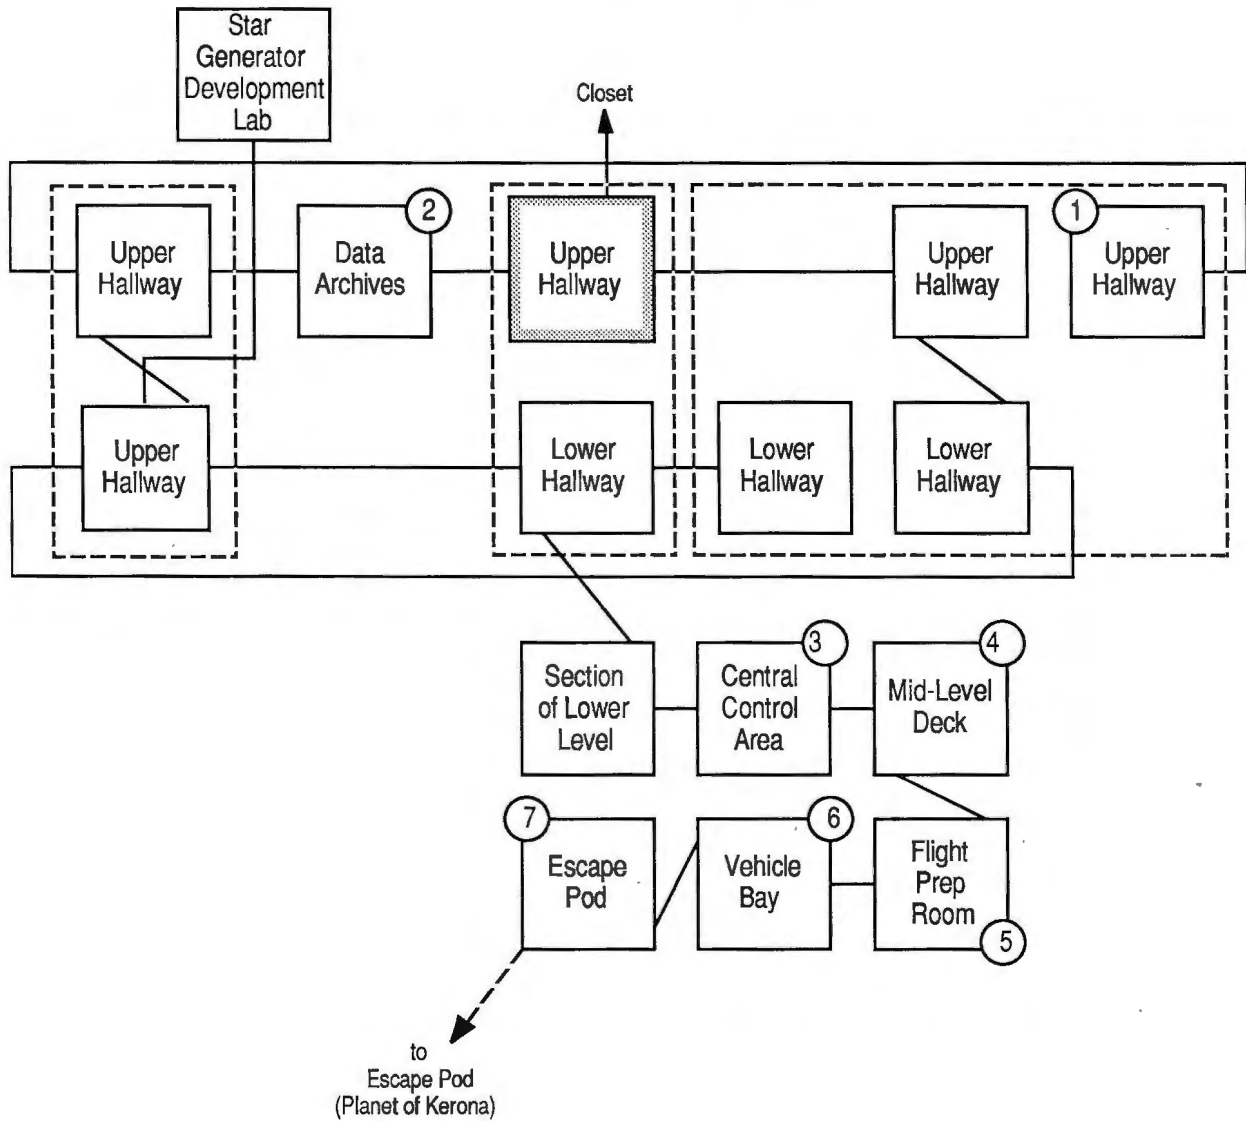 Star
Generator
Development
Lab
Closet
2
1
Upper
Hallway
Data
Archives
Upper
Hallway
Upper
Hallway
Upper
Hallway
Upper
Hallway
Lower
Hallway
Lower
Hallway
Lower
Hallway
3
4
Section
of Lower
Level
Central
Control
Area
Mid-Level
Deck
7
6
Escape
Pod
Vehicle
Bay
Flight
Prep
Room
5
to
Escape Pod
(Planet of Kerona)